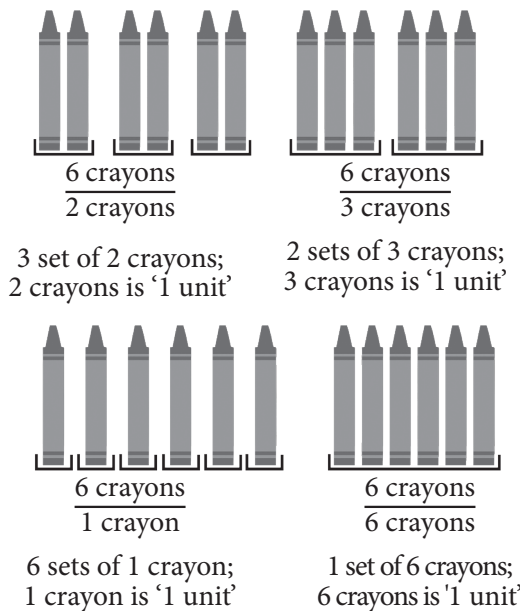 6 crayons
2 crayons
3 set of 2 crayons;
2 crayons is ‘1 unit’
6 crayons
3 crayons
2 sets of 3 crayons;
3 crayons is ‘1 unit’
6 crayons
1 crayon
6 sets of 1 crayon;
1 crayon is ‘1 unit’
6 crayons
6 crayons
1 set of 6 crayons;
6 crayons is '1 unit'